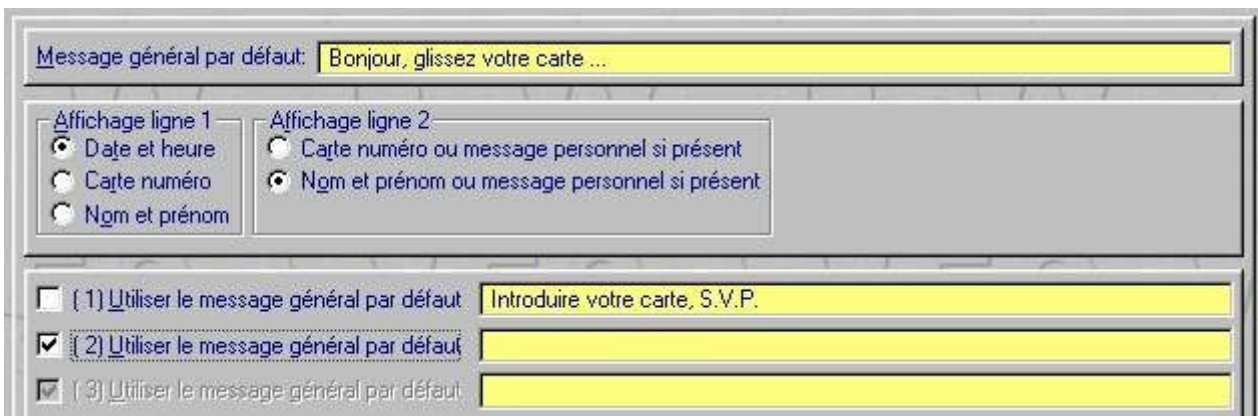 Message général par défaut: Bonjour, glissez votre carte ...
Affichage ligne 1
Date et heure
Carte numéro
Nom et prénom
Affichage ligne 2
Carte numéro ou message personnel si présent
Nom et prénom ou message personnel si présent
( 1) Utiliser le message général par défaut Introduire votre carte, S.V.P.
( 2) Utiliser le message général par défaut
( 3) Utiliser le message général par défaut